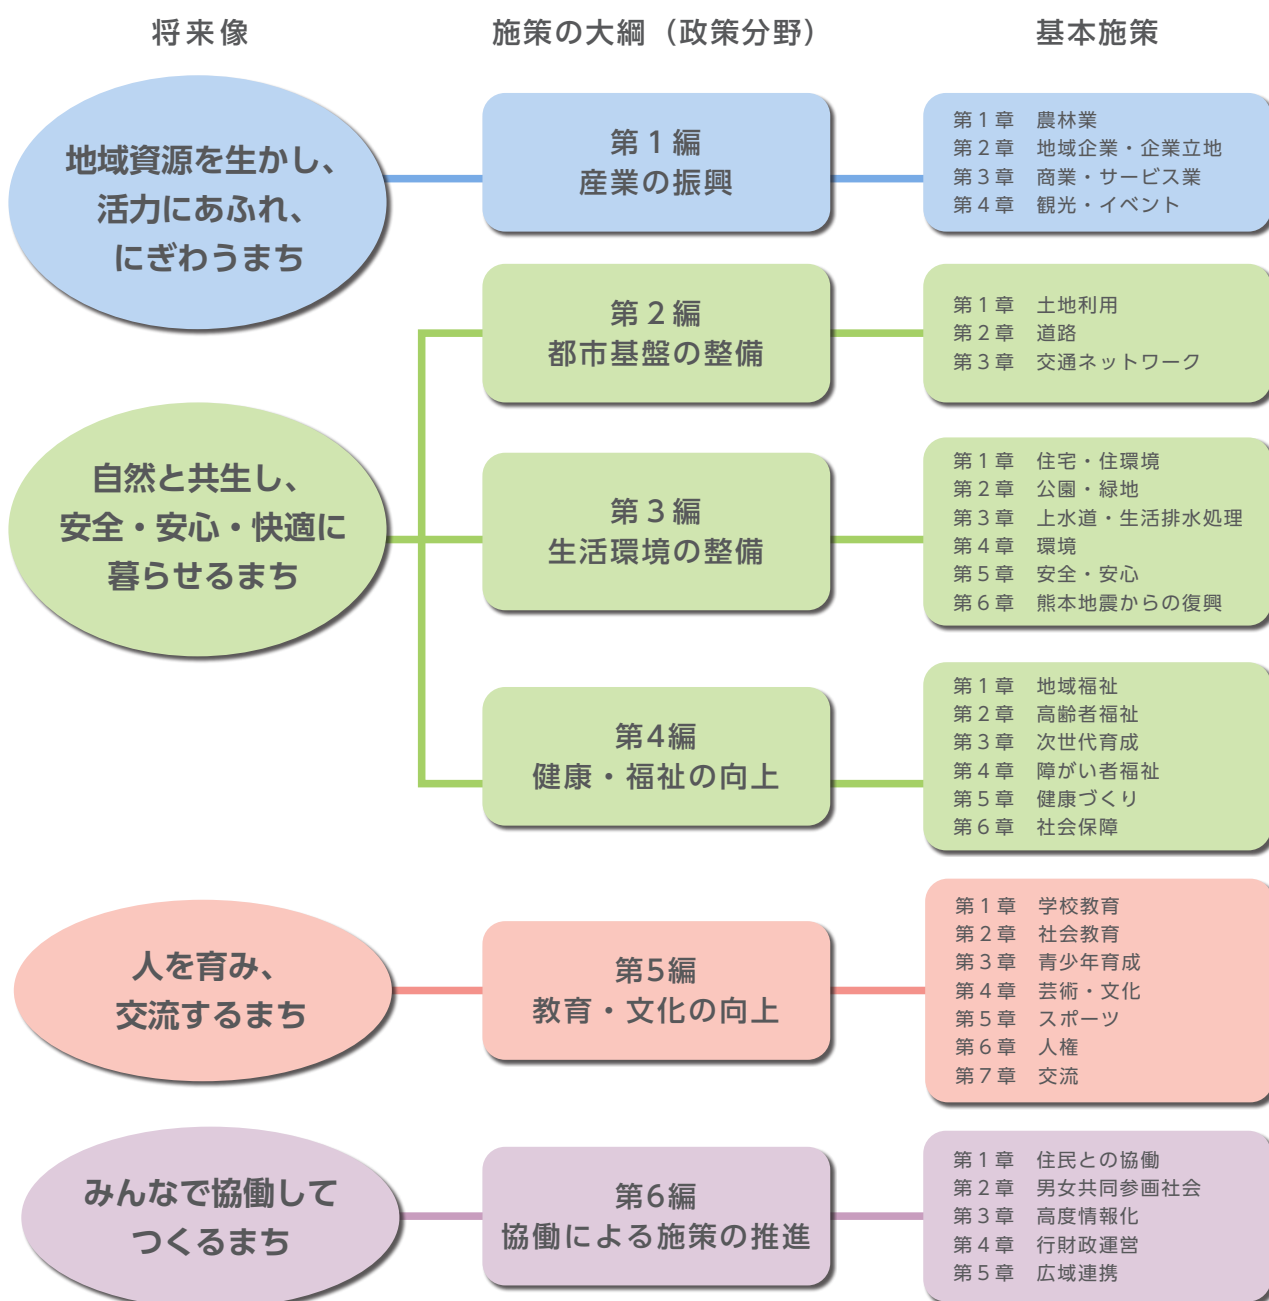 将来像
施策の大綱（政策分野）
基本施策
地域資源を生かし、
活力にあふれ、
にぎわうまち
第１編
産業の振興
第１章　農林業
第２章　地域企業・企業立地
第３章　商業・サービス業
第４章　観光・イベント
自然と共生し、
安全・安心・快適に
暮らせるまち
第２編
都市基盤の整備
第１章　土地利用
第２章　道路
第３章　交通ネットワーク
第３編
生活環境の整備
第１章　住宅・住環境
第２章　公園・緑地
第３章　上水道・生活排水処理
第４章　環境
第５章　安全・安心
第６章　熊本地震からの復興
第4編
健康・福祉の向上
第１章　地域福祉
第２章　高齢者福祉
第３章　次世代育成
第４章　障がい者福祉
第５章　健康づくり
第６章　社会保障
人を育み、
交流するまち
第5編
教育・文化の向上
第１章　学校教育
第２章　社会教育
第３章　青少年育成
第４章　芸術・文化
第５章　スポーツ
第６章　人権
第７章　交流
みんなで協働して
つくるまち
第6編
協働による施策の推進
第１章　住民との協働
第２章　男女共同参画社会
第３章　高度情報化
第４章　行財政運営
第５章　広域連携